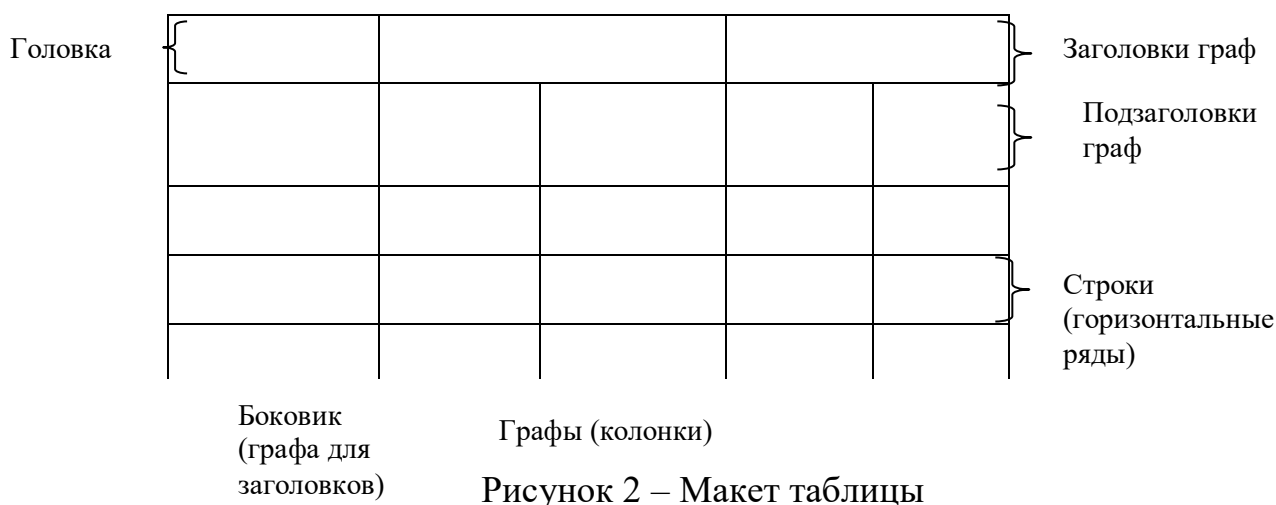 Головка
Заголовки граф
Подзаголовки
граф
Строки
(горизонтальные
ряды)
Боковик
(графа для
заголовков)
Графы (колонки)
Рисунок 2 – Макет таблицы